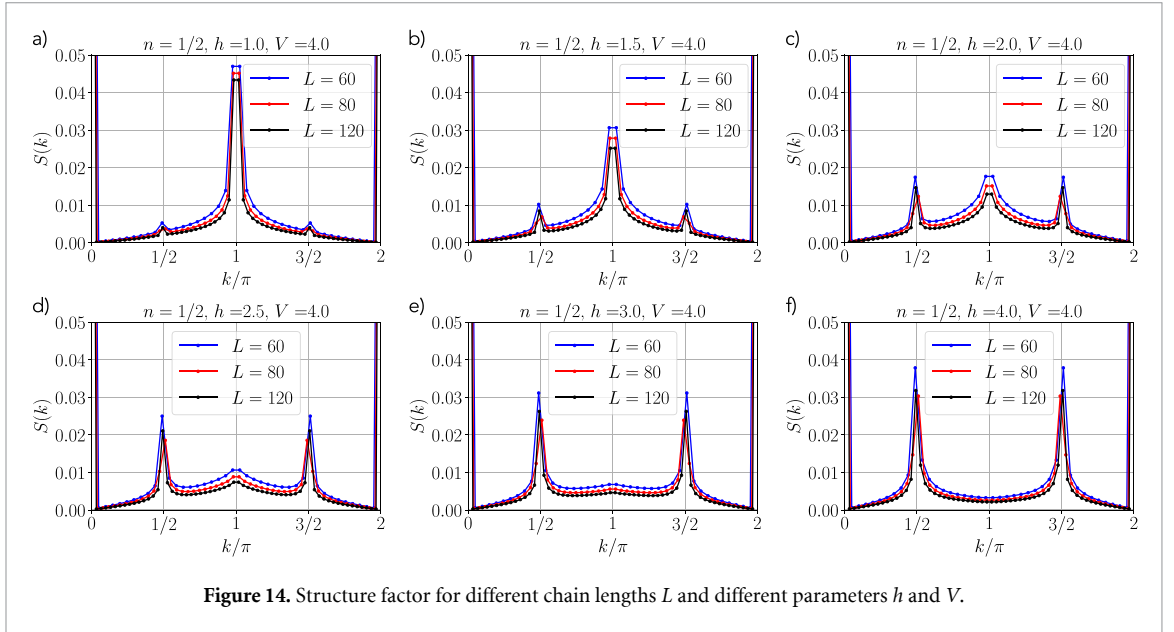 a)
n = 1/2, h =1.0, V =4.0
S(k)
0.05
0.04
0.03
0.02
0.01
0.00
L = 60
L = 80
L = 120
0 1/2 1 3/2 2
k/π
b)
n = 1/2, h =1.5, V =4.0
S(k)
0.05
0.04
0.03
0.02
0.01
0.00
L = 60
L = 80
L = 120
0 1/2 1 3/2 2
k/π
c)
n = 1/2, h =2.0, V =4.0
S(k)
0.05
0.04
0.03
0.02
0.01
0.00
L = 60
L = 80
L = 120
0 1/2 1 3/2 2
k/π
d)
n = 1/2, h =2.5, V =4.0
S(k)
0.05
0.04
0.03
0.02
0.01
0.00
L = 60
L = 80
L = 120
0 1/2 1 3/2 2
k/π
e)
n = 1/2, h =3.0, V =4.0
S(k)
0.05
0.04
0.03
0.02
0.01
0.00
L = 60
L = 80
L = 120
0 1/2 1 3/2 2
k/π
f)
n = 1/2, h =4.0, V =4.0
S(k)
0.05
0.04
0.03
0.02
0.01
0.00
L = 60
L = 80
L = 120
0 1/2 1 3/2 2
k/π
Figure 14. Structure factor for different chain lengths L and different parameters h and V.